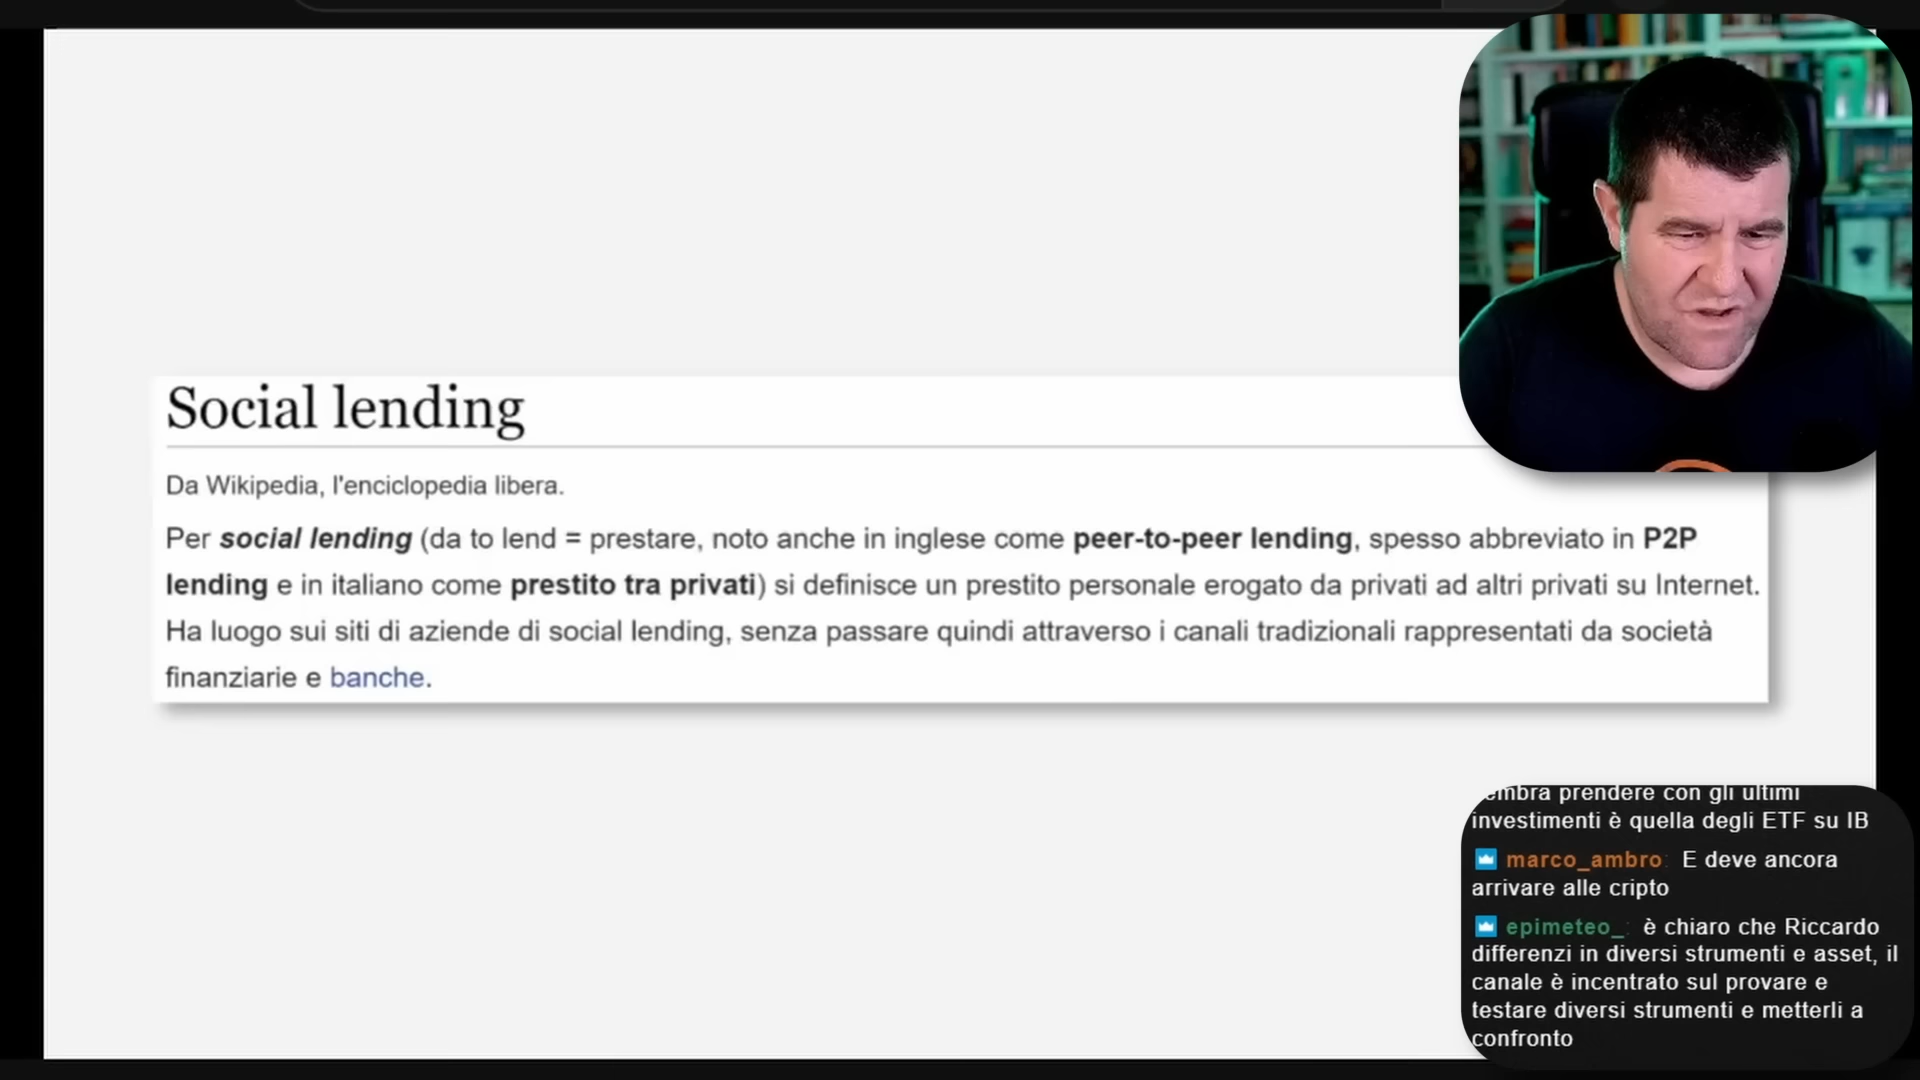 Social lending
Da Wikipedia, l'enciclopedia libera.
Per social lending (da to lend = prestare, noto anche in inglese come peer-to-peer lending, spesso abbreviato in P2P
lending e in italiano come prestito tra privati) si definisce un prestito personale erogato da privati ad altri privati su Internet.
Ha luogo sui siti di aziende di social lending, senza passare quindi attraverso i canali tradizionali rappresentati da società
finanziarie e banche.
prendere con gli ultimi
investimenti è quella degli ETF su IB
marco_ambro: E deve ancora
arrivare alle cripto
epimeteo_: è chiaro che Riccardo
differenzi in diversi strumenti e asset, il
canale è incentrato sul provare e
testare diversi strumenti e metterli a
confronto